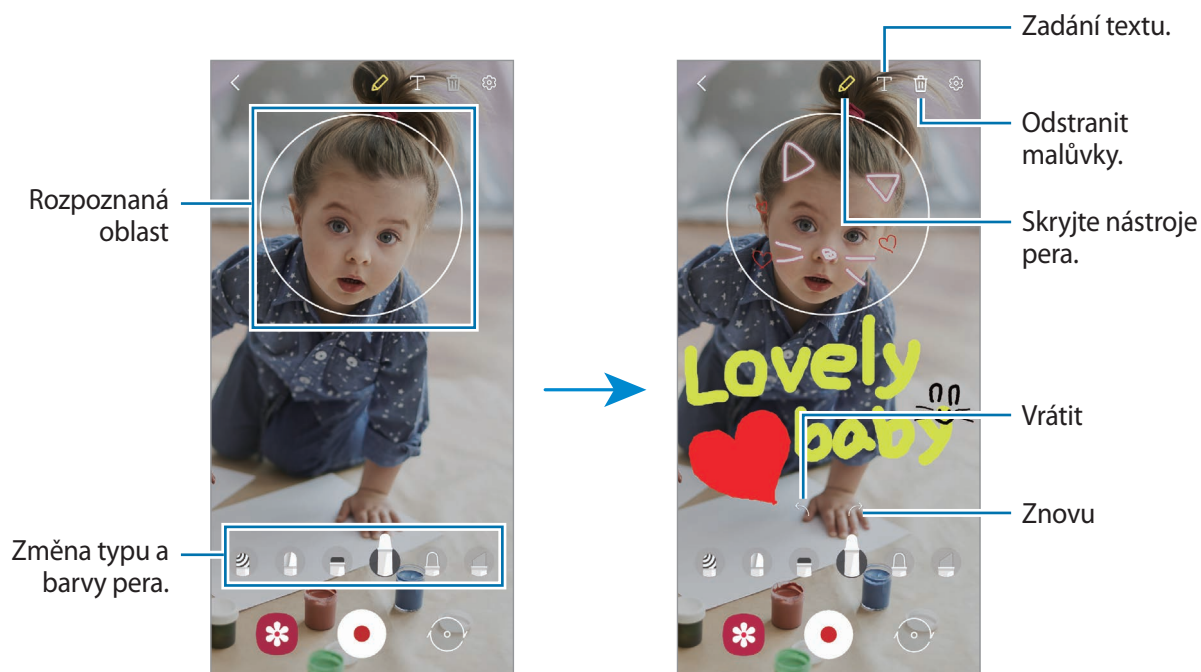 Zadání textu.
Odstranit
malůvky.
Rozpoznaná
oblast
Skryjte nástroje
pera.
Lovely
baby
Vrátit
Znovu
Změna typu a
barvy pera.